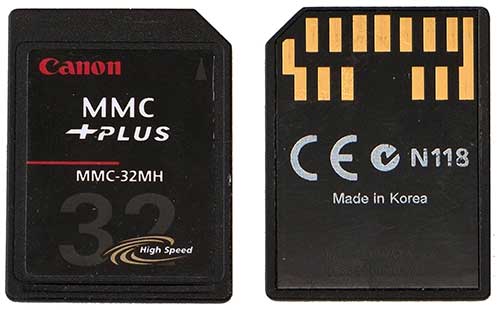 Canon
MMC
+PLUS
MMC-32MH
32
High Speed
CE N118
Made in Korea